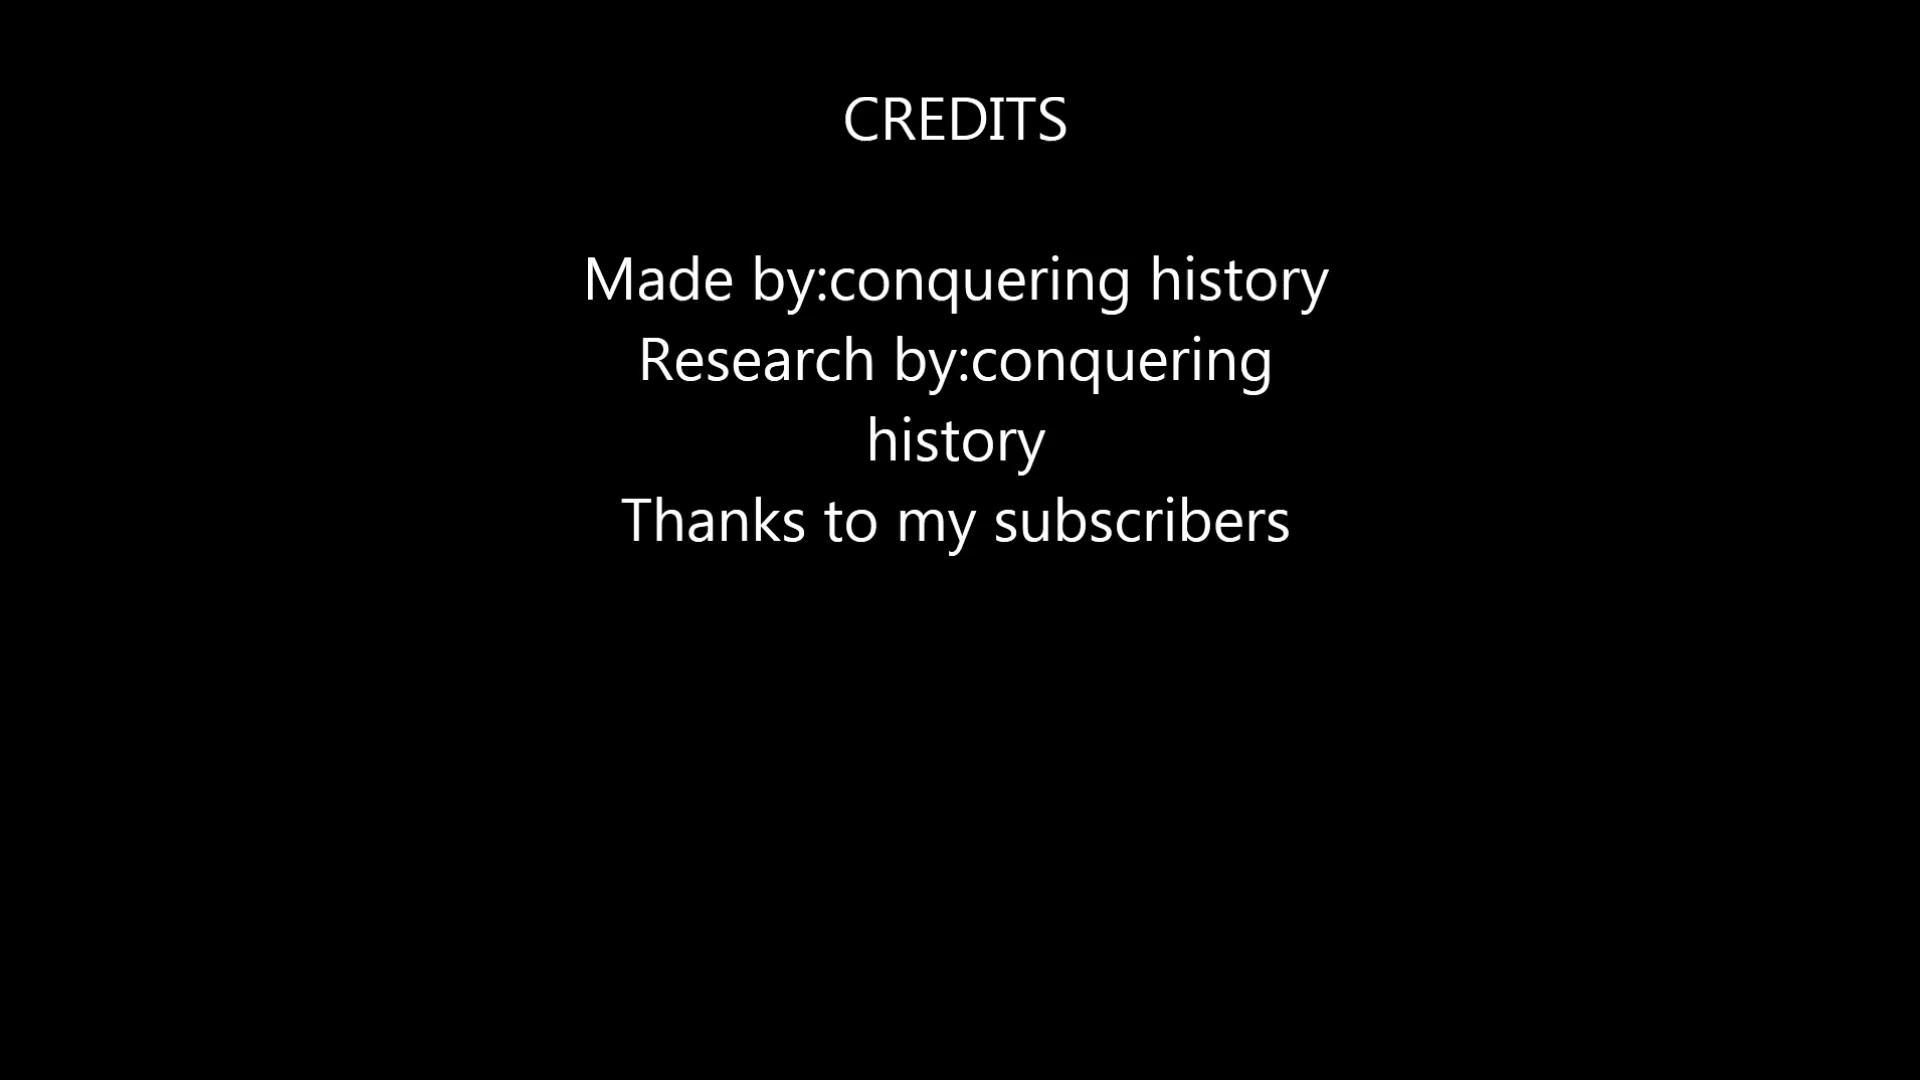 CREDITS
Made by:conquering history
Research by:conquering
history
Thanks to my subscribers